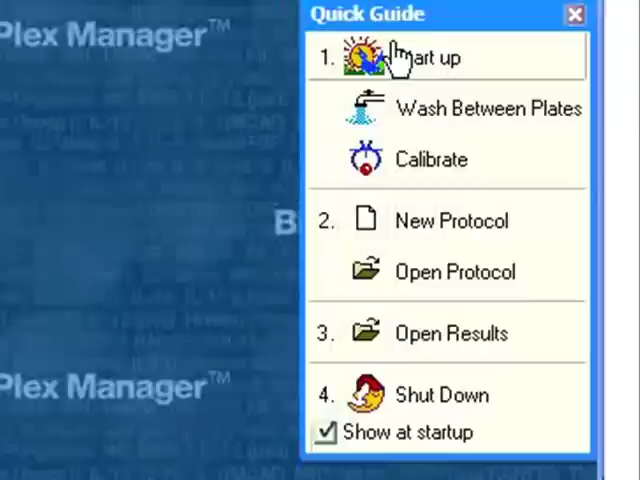 Plex Manager™
Quick Guide
1. art up
Wash Between Plates
Calibrate
2. New Protocol
B
Open Protocol
3. Open Results
Plex Manager™
4. Shut Down
Show at startup